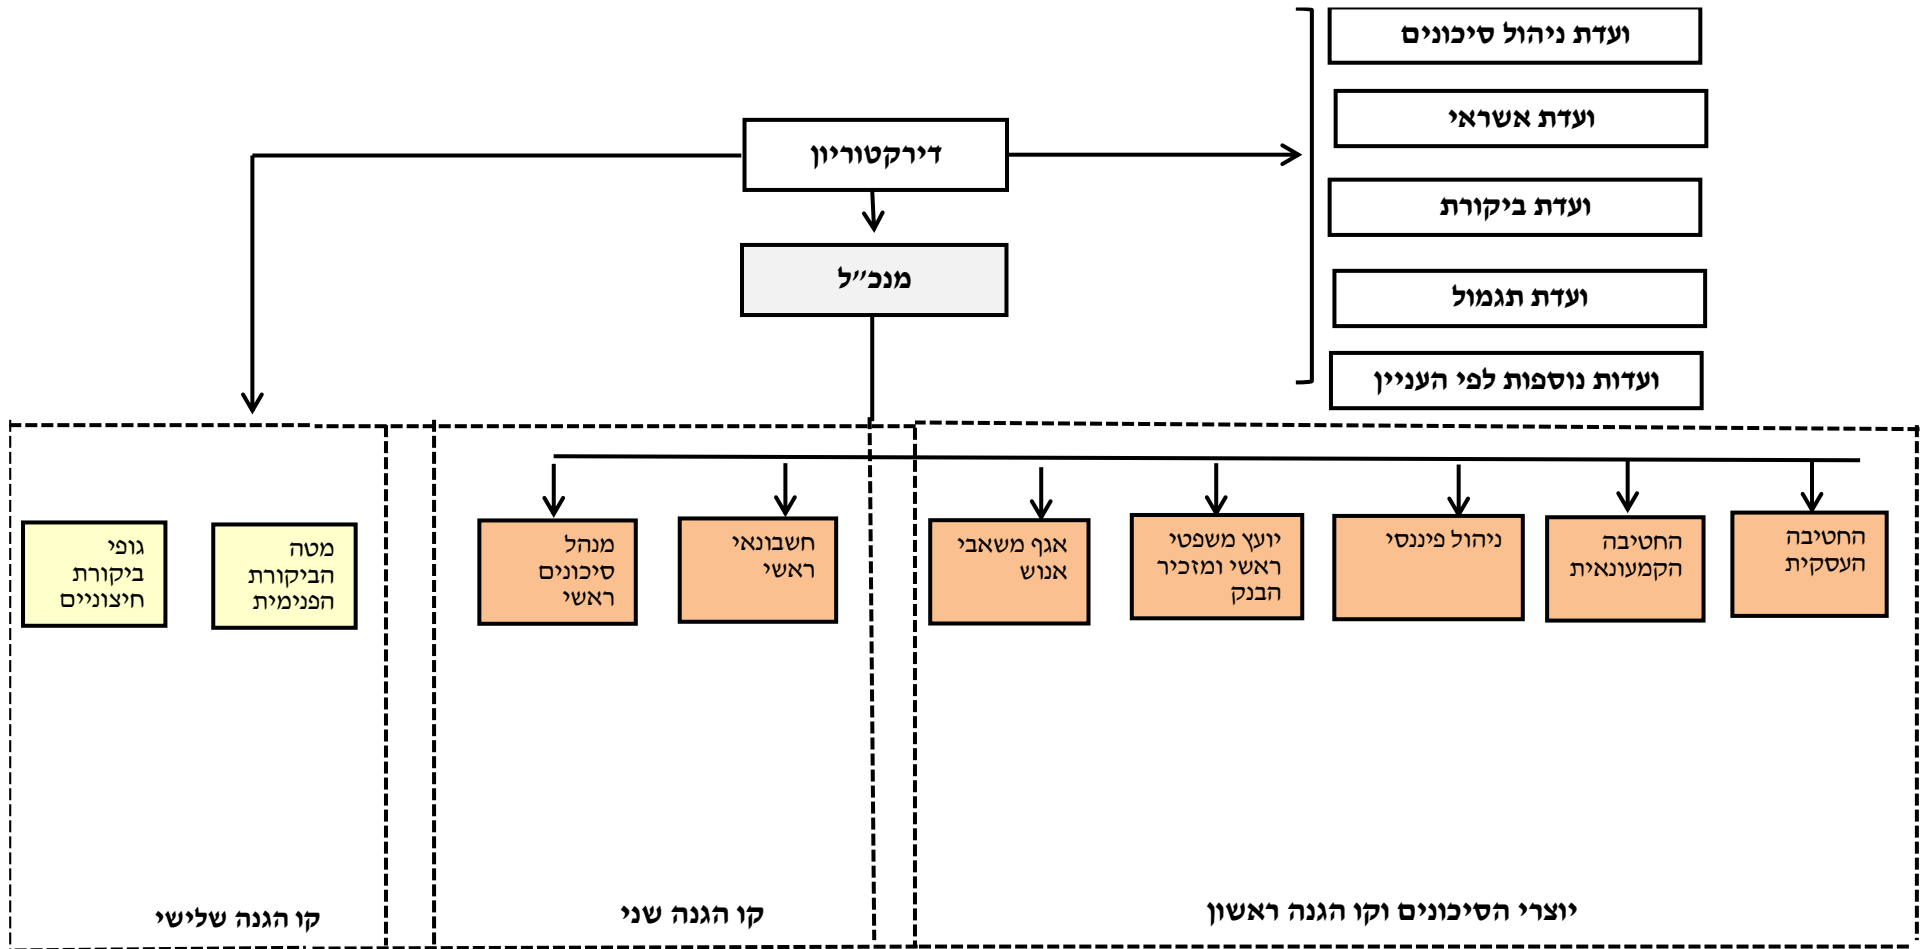 ועדת ניהול סיכונים
ועדת אשראי
דירקטוריון
ועדת ביקורת
מנכ״ל
ועדת תגמול
ועדות נוספות לפי העניין
החטיבה
העסקית
החטיבה
הקמעונאית
ניהול פיננסי
יועץ משפטי
ראשי ומזכיר
הבנק
אגף משאבי
אנוש
חשבונאי
ראשי
מנהל
סיכונים
ראשי
מטה
הביקורת
הפנימית
גופי
ביקורת
חיצוניים
יוצרי הסיכונים וקו הגנה ראשון
קו הגנה שני
קו הגנה שלישי